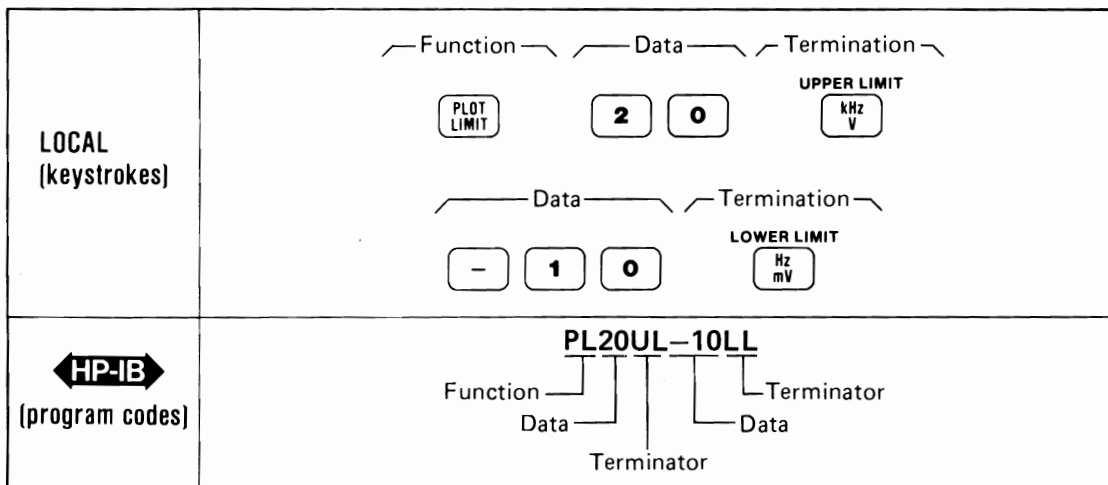 LOCAL
(keystrokes)
Function Data Termination
UPPER LIMIT
PLOT
LIMIT
2 0
kHz
V
Data Termination
LOWER LIMIT
– 1 0
Hz
mV
HP-IB
(program codes)
PL20UL–10LL
Function Terminator
Data Data
Terminator